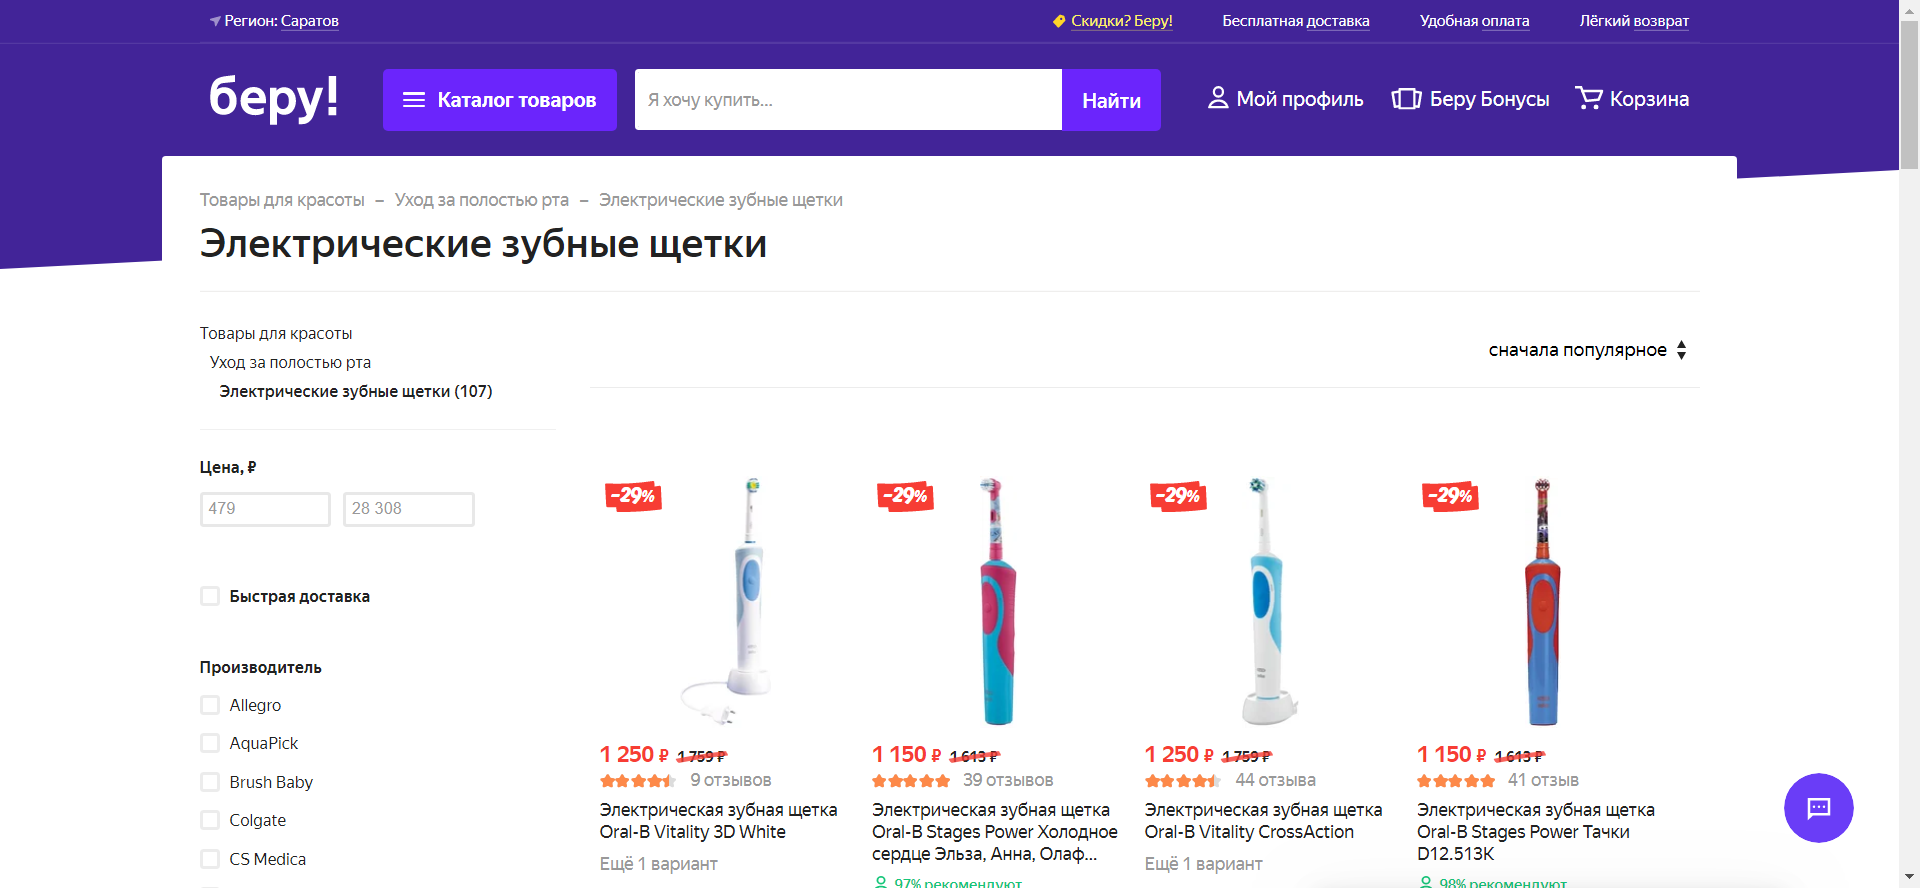 Регион: Саратов
Скидки? Беру!
Бесплатная доставка
Удобная оплата
Лёгкий возврат
беру!
Каталог товаров
Я хочу купить...
Найти
Мой профиль
Беру Бонусы
Корзина
Товары для красоты – Уход за полостью рта – Электрические зубные щетки
Электрические зубные щетки
Товары для красоты
Уход за полостью рта
Электрические зубные щетки (107)
сначала популярное
Цена, ₽
479
28 308
Быстрая доставка
Производитель
Allegro
AquaPick
Brush Baby
Colgate
CS Medica
-29%
1 250 ₽ 1 759 ₽
9 отзывов
Электрическая зубная щетка
Oral-B Vitality 3D White
Ещё 1 вариант
-29%
1 150 ₽ 1 613 ₽
39 отзывов
Электрическая зубная щетка
Oral-B Stages Power Холодное
сердце Эльза, Анна, Олаф...
97% рекомендуют
-29%
1 250 ₽ 1 759 ₽
44 отзыва
Электрическая зубная щетка
Oral-B Vitality CrossAction
Ещё 1 вариант
-29%
1 150 ₽ 1 613 ₽
41 отзыв
Электрическая зубная щетка
Oral-B Stages Power Тачки
D12.513K
98% рекомендуют